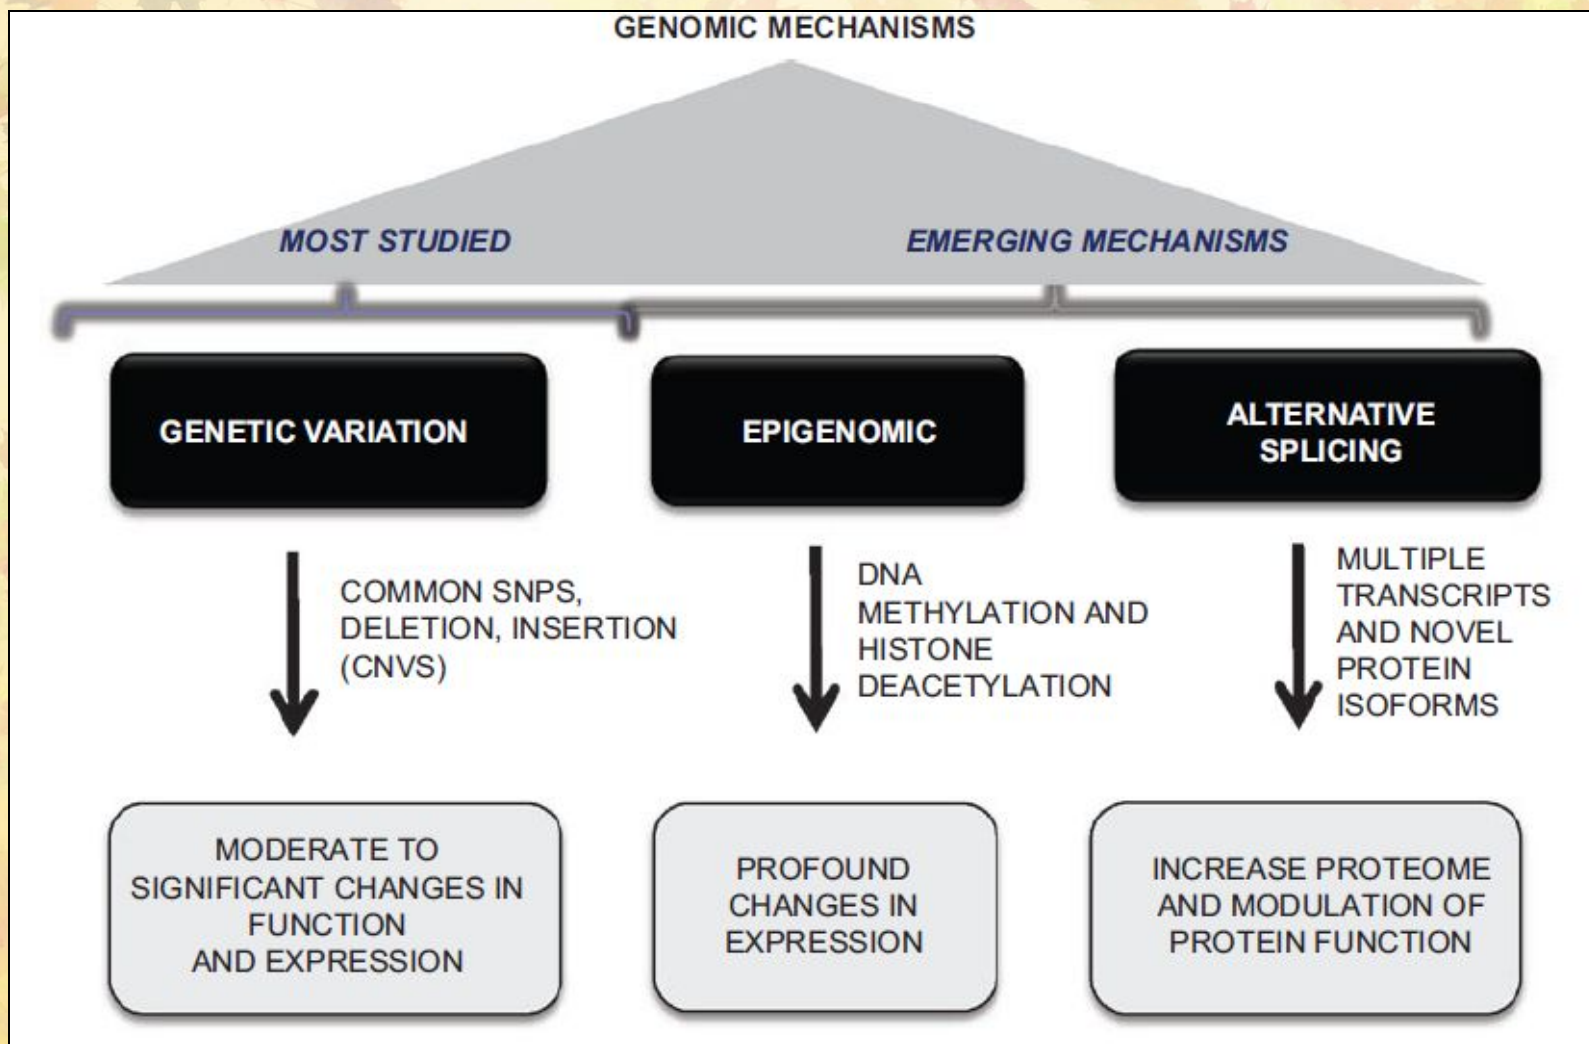 GENOMIC MECHANISMS
MOST STUDIED
EMERGING MECHANISMS
GENETIC VARIATION
EPIGENOMIC
ALTERNATIVE
SPLICING
COMMON SNPS,
DELETION, INSERTION
(CNVS)
DNA
METHYLATION AND
HISTONE
DEACETYLATION
MULTIPLE
TRANSCRIPTS
AND NOVEL
PROTEIN
ISOFORMS
MODERATE TO
SIGNIFICANT CHANGES IN
FUNCTION
AND EXPRESSION
PROFOUND
CHANGES IN
EXPRESSION
INCREASE PROTEOME
AND MODULATION OF
PROTEIN FUNCTION